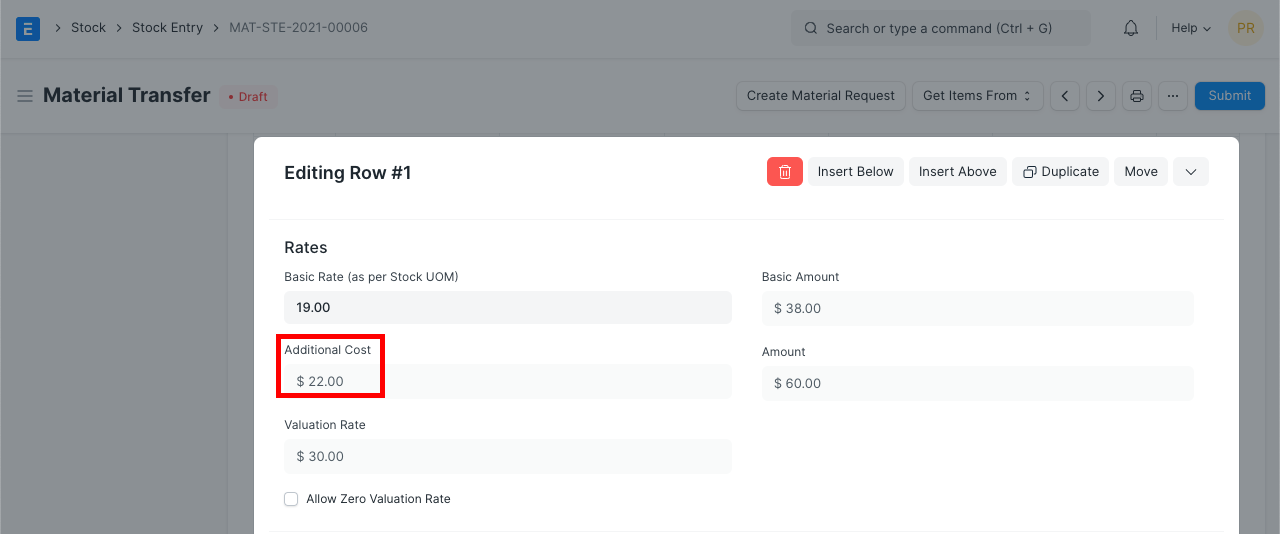 E > Stock > Stock Entry > MAT-STE-2021-00006
Search or type a command (Ctrl + G)
Help
PR
Material Transfer
• Draft
Create Material Request
Get Items From
···
Submit
Editing Row #1
Insert Below
Insert Above
Duplicate
Move
Rates
Basic Rate (as per Stock UOM)
19.00
Basic Amount
$ 38.00
Additional Cost
$ 22.00
Amount
$ 60.00
Valuation Rate
$ 30.00
Allow Zero Valuation Rate